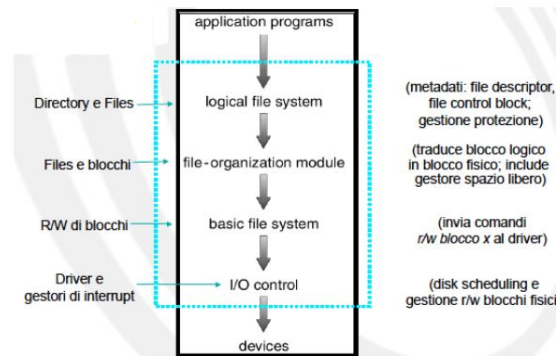 application programs
Directory e Files
logical file system
(metadati: file descriptor,
file control block;
gestione protezione)
Files e blocchi
file-organization module
(traduce blocco logico
in blocco fisico; include
gestore spazio libero)
R/W di blocchi
basic file system
(invia comandi
r/w blocco x al driver)
Driver e
gestori di interrupt
I/O control
(disk scheduling e
gestione r/w blocchi fisici
devices